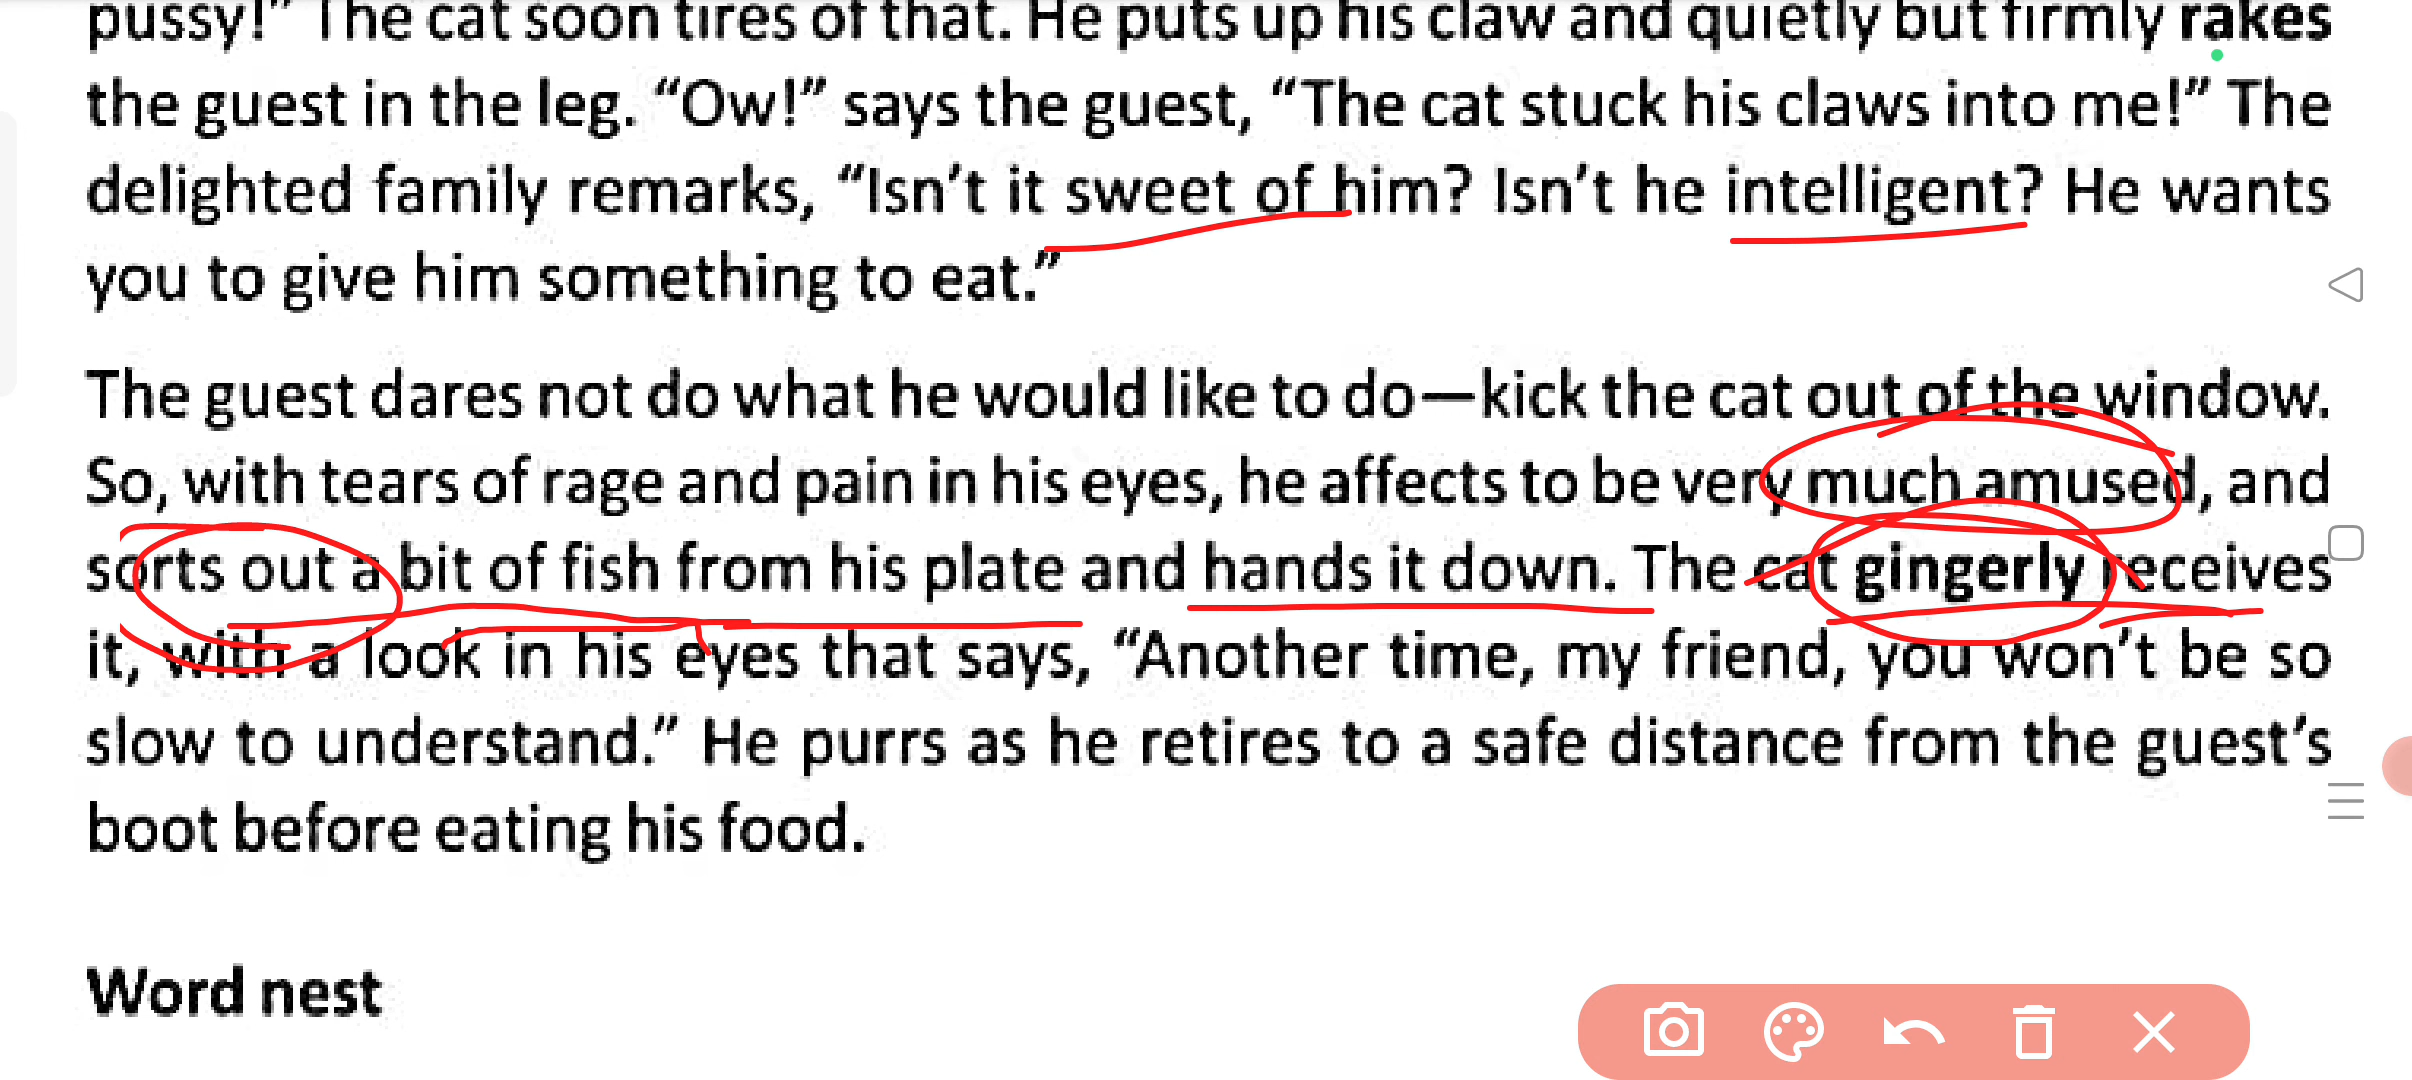 pussy!” The cat soon tires of that. He puts up his claw and quietly but firmly rakes
the guest in the leg. “Ow!” says the guest, “The cat stuck his claws into me!” The
delighted family remarks, “Isn’t it sweet of him? Isn’t he intelligent? He wants
you to give him something to eat.”
The guest dares not do what he would like to do—kick the cat out of the window.
So, with tears of rage and pain in his eyes, he affects to be very much amused, and
sorts out a bit of fish from his plate and hands it down. The cat gingerly receives
it, with a look in his eyes that says, “Another time, my friend, you won’t be so
slow to understand.” He purrs as he retires to a safe distance from the guest’s
boot before eating his food.
Word nest